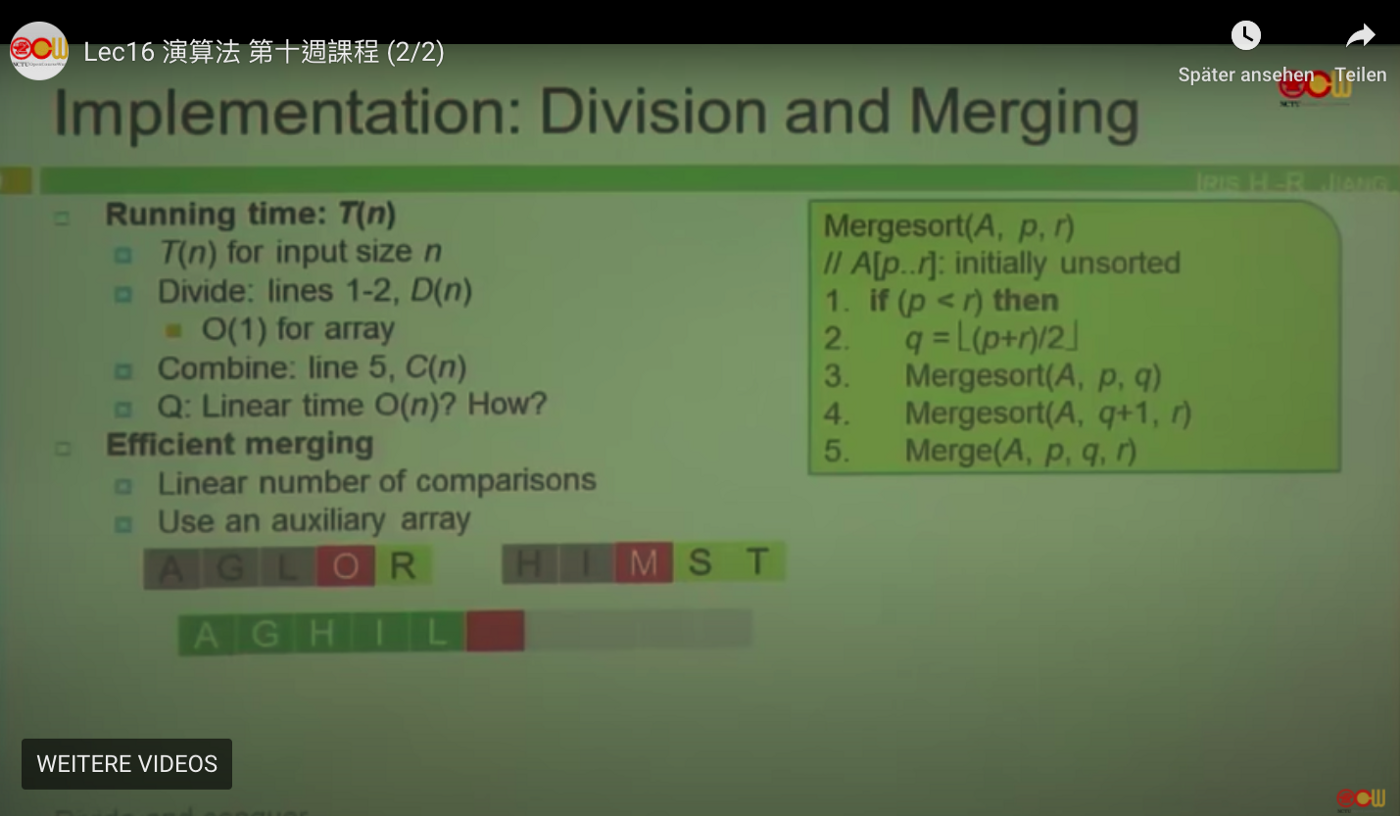 Lec16 演算法 第十週課程 (2/2)
Später ansehen
Teilen
Implementation: Division and Merging
IRIS H.-R. JIANG
Running time: T(n)
T(n) for input size n
Divide: lines 1-2, D(n)
O(1) for array
Combine: line 5, C(n)
Q: Linear time O(n)? How?
Efficient merging
Linear number of comparisons
Use an auxiliary array
A G L O R H I M S T
A G H I L
Mergesort(A, p, r)
// A[p..r]: initially unsorted
1. if (p < r) then
2. q = ⌊(p+r)/2⌋
3. Mergesort(A, p, q)
4. Mergesort(A, q+1, r)
5. Merge(A, p, q, r)
WEITERE VIDEOS
Divide and conquer